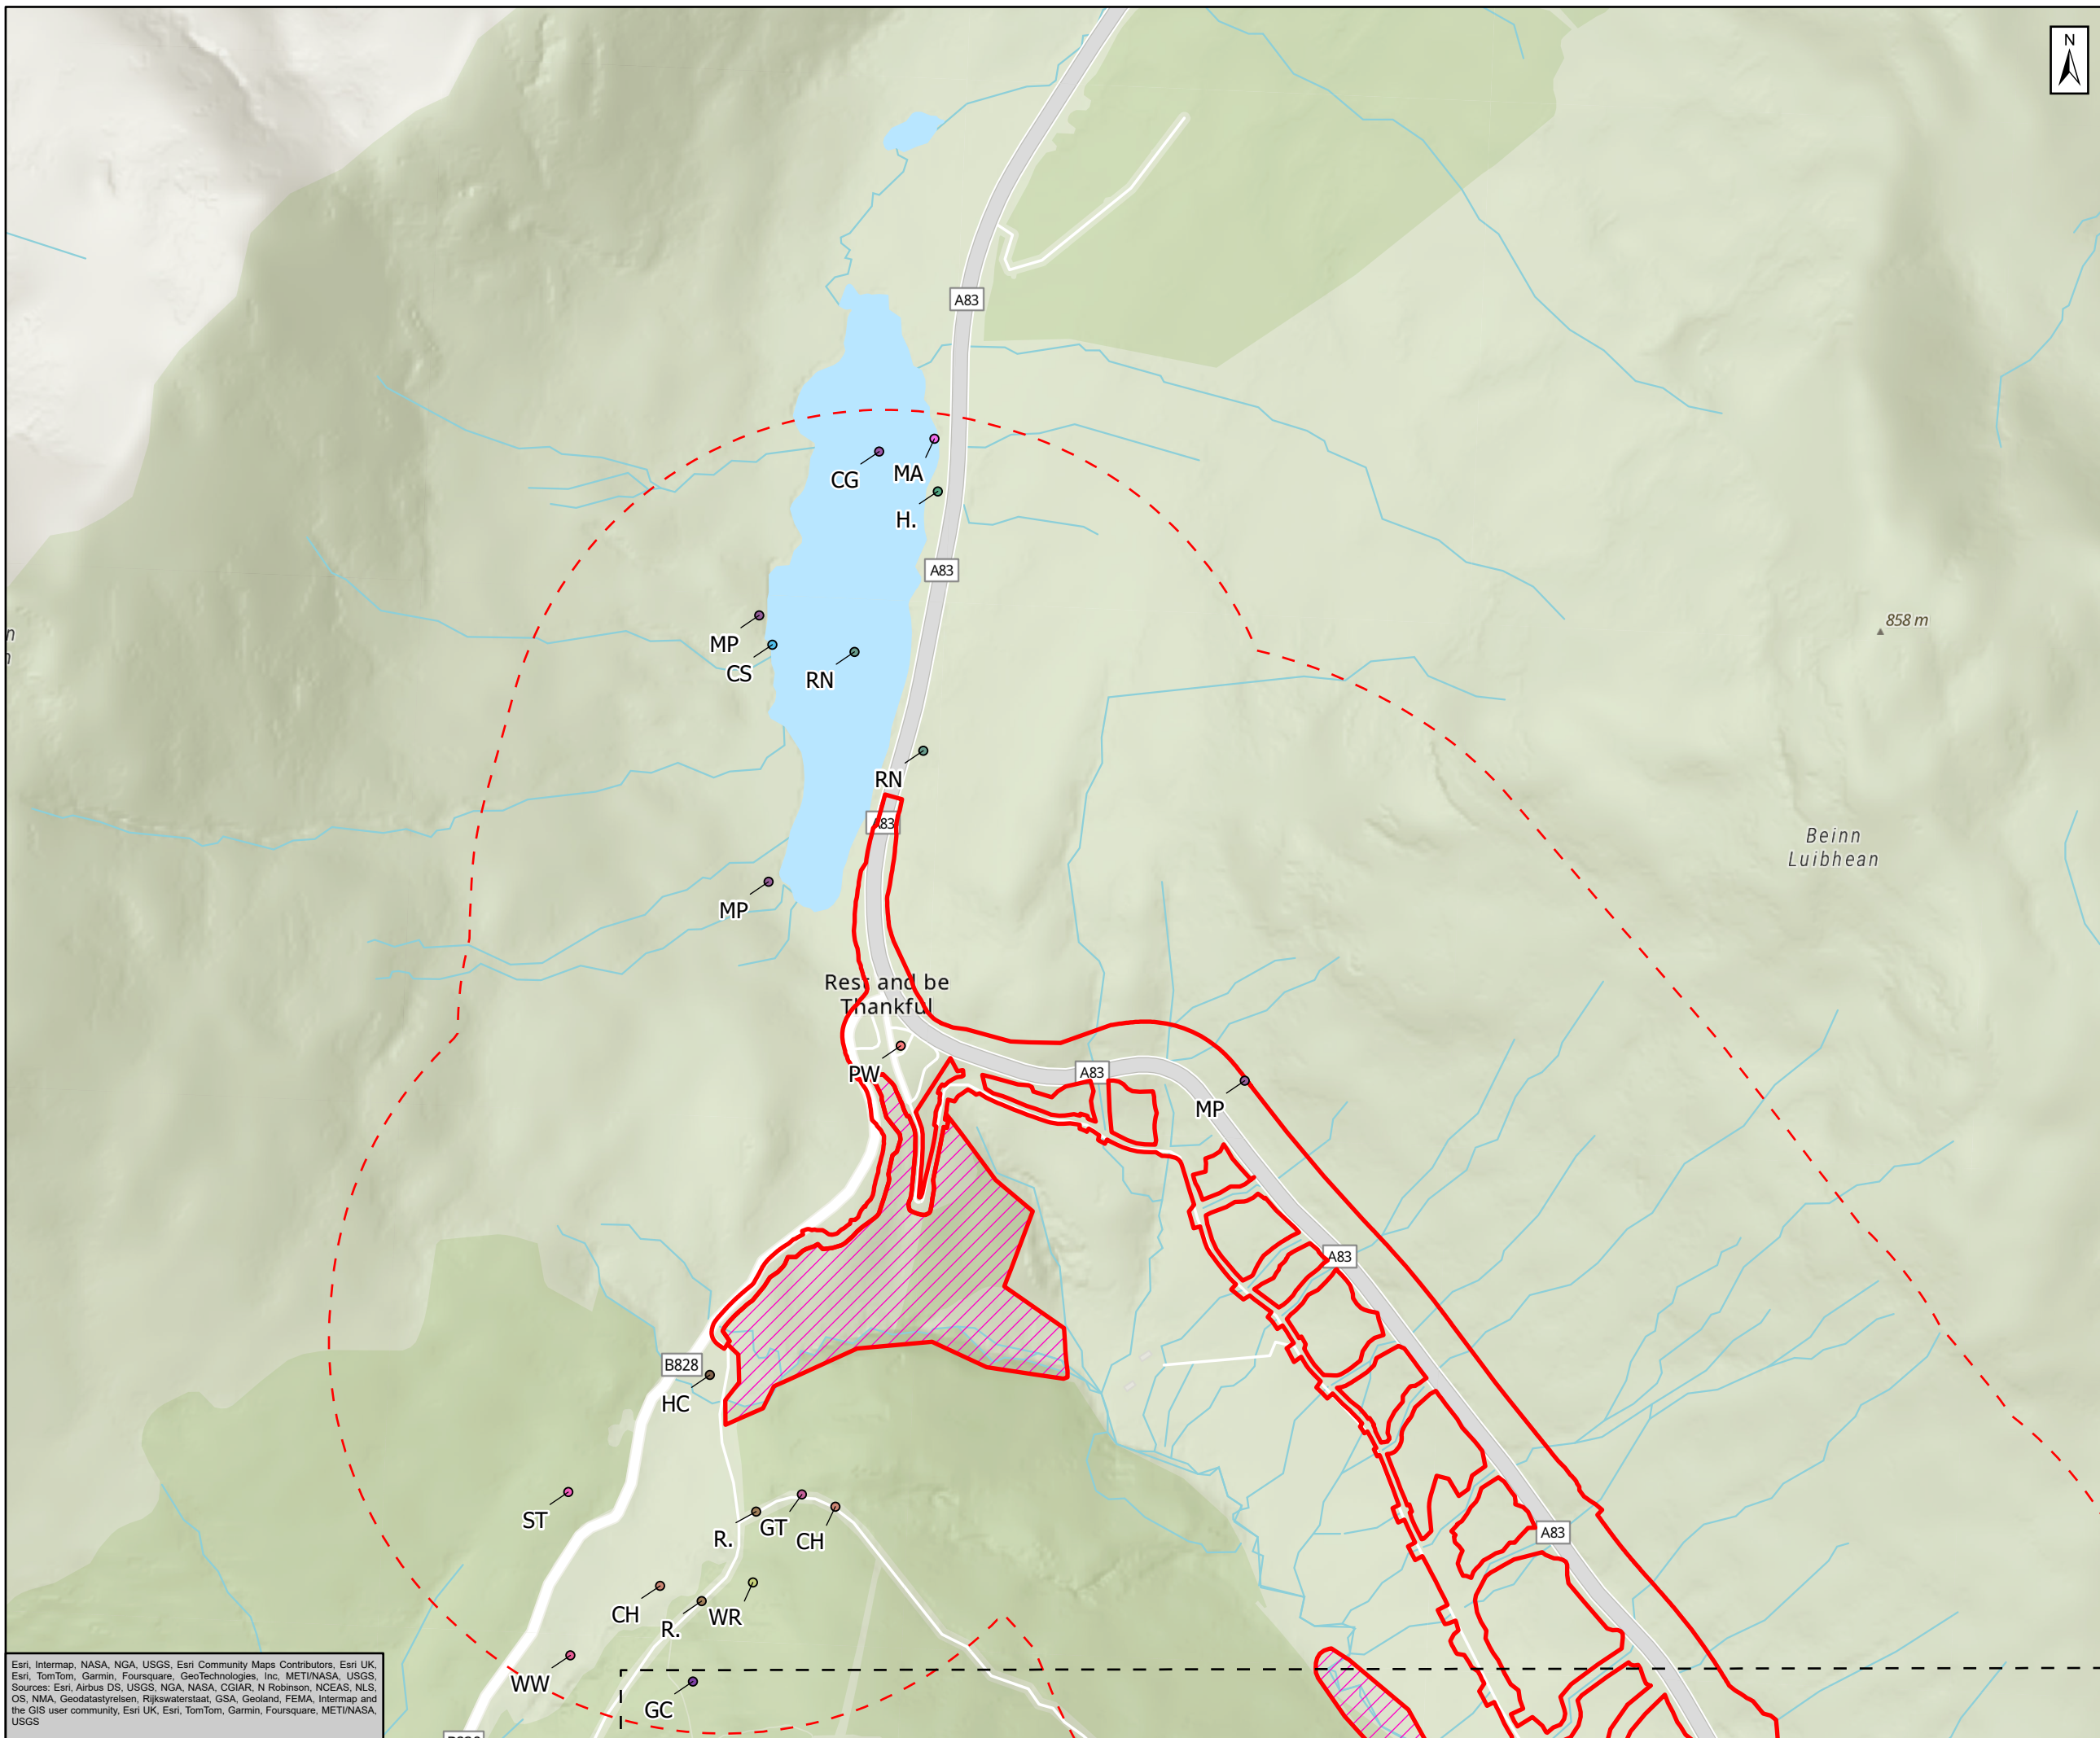 N
A83
CG
MA
H.
A83
MP
CS
RN
858 m
n
RN
A83
Beinn
Luibhean
MP
Rest and be
Thankful
PW
A83
MP
A83
B828
HC
ST
R.
GT
CH
A83
CH
R.
WR
WW
GC
Esri, Intermap, NASA, NGA, USGS, Esri Community Maps Contributors, Esri UK,
Esri, TomTom, Garmin, Foursquare, GeoTechnologies, Inc, METI/NASA, USGS,
Sources: Esri, Airbus DS, USGS, NGA, NASA, CGIAR, N Robinson, NCEAS, NLS,
OS, NMA, Geodatastyrelsen, Rijkswaterstaat, GSA, Geoland, FEMA, Intermap and
the GIS user community, Esri UK, Esri, TomTom, Garmin, Foursquare, METI/NASA,
USGS